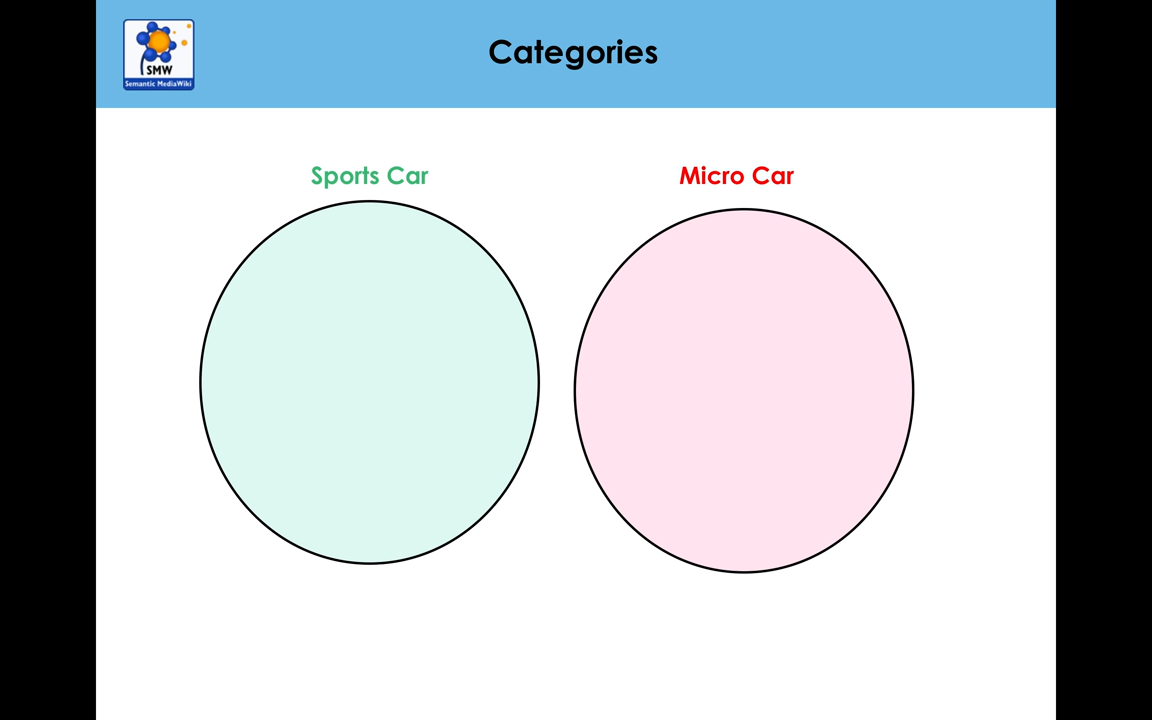 SMW
Semantic MediaWiki
Categories
Sports Car
Micro Car